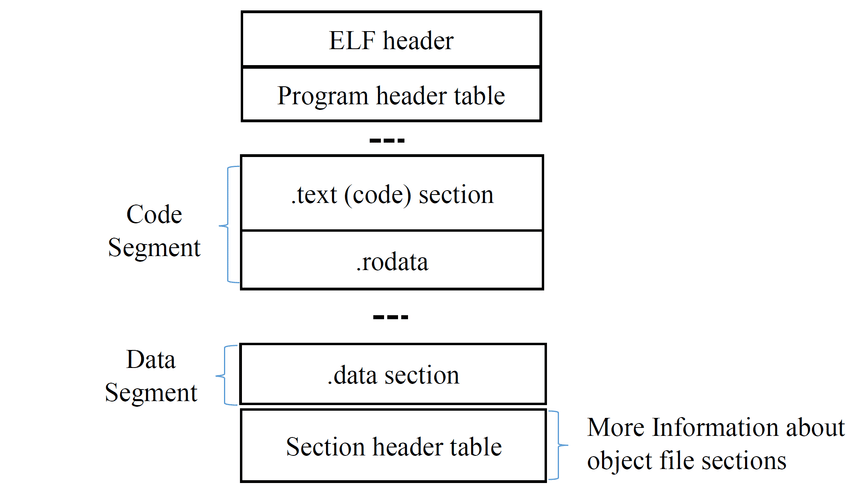 ELF header
Program header table
Code
Segment
.text (code) section
.rodata
Data
Segment
.data section
Section header table
More Information about
object file sections